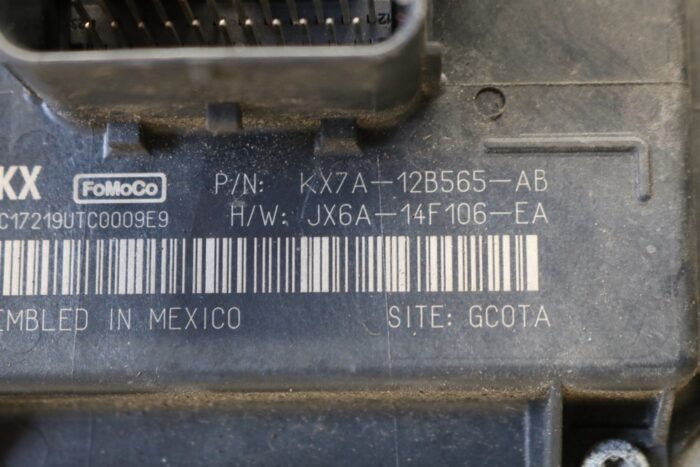 KX FoMoCo P/N: KX7A-12B565-AB
C17219UTC0009E9 H/W: JX6A-14F106-EA
EMBLED IN MEXICO SITE: GCOTA